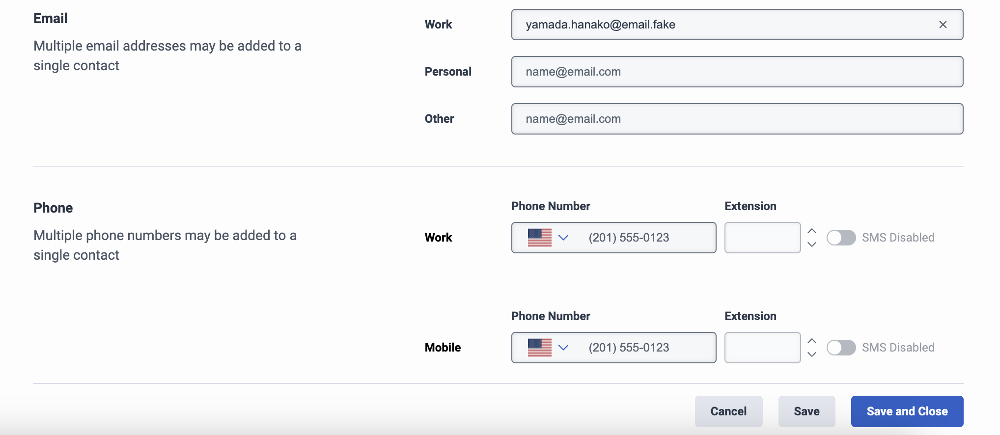 Email
Multiple email addresses may be added to a
single contact
Work
yamada.hanako@email.fake
Personal
name@email.com
Other
name@email.com
Phone
Multiple phone numbers may be added to a
single contact
Phone Number
Extension
Work
(201) 555-0123
SMS Disabled
Phone Number
Extension
Mobile
(201) 555-0123
SMS Disabled
Cancel
Save
Save and Close